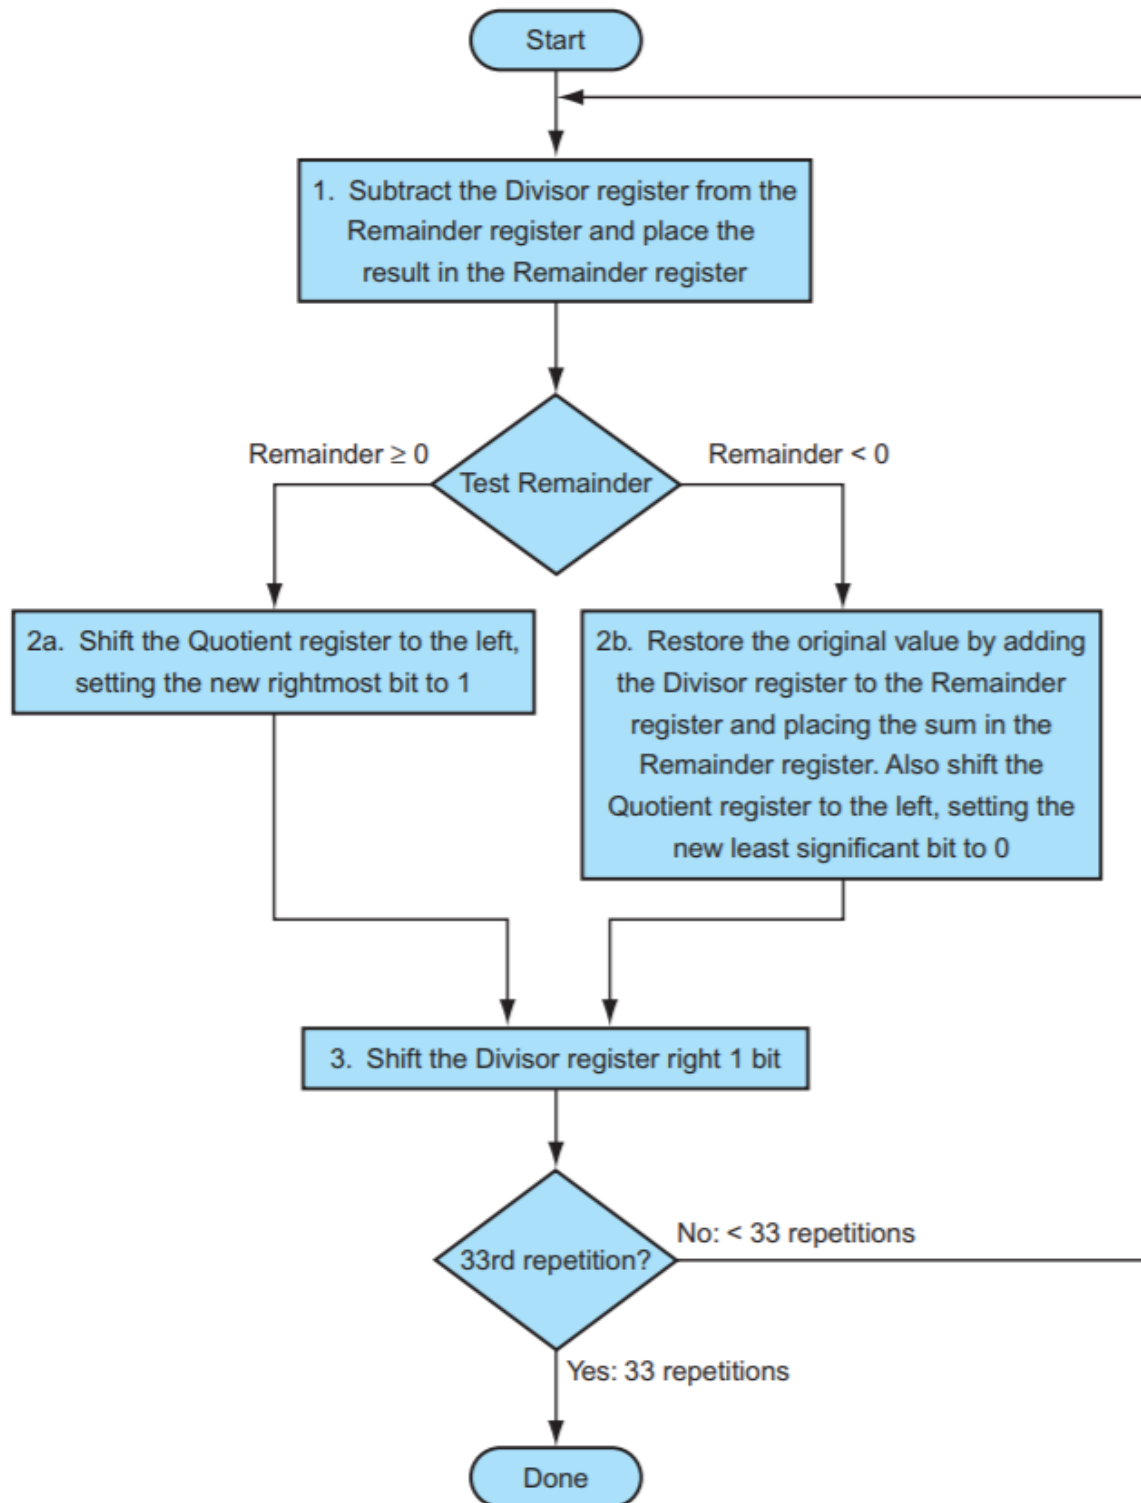 Start
1. Subtract the Divisor register from the
Remainder register and place the
result in the Remainder register
Remainder ≥ 0
Remainder < 0
Test Remainder
2a. Shift the Quotient register to the left,
setting the new rightmost bit to 1
2b. Restore the original value by adding
the Divisor register to the Remainder
register and placing the sum in the
Remainder register. Also shift the
Quotient register to the left, setting the
new least significant bit to 0
3. Shift the Divisor register right 1 bit
No: < 33 repetitions
33rd repetition?
Yes: 33 repetitions
Done